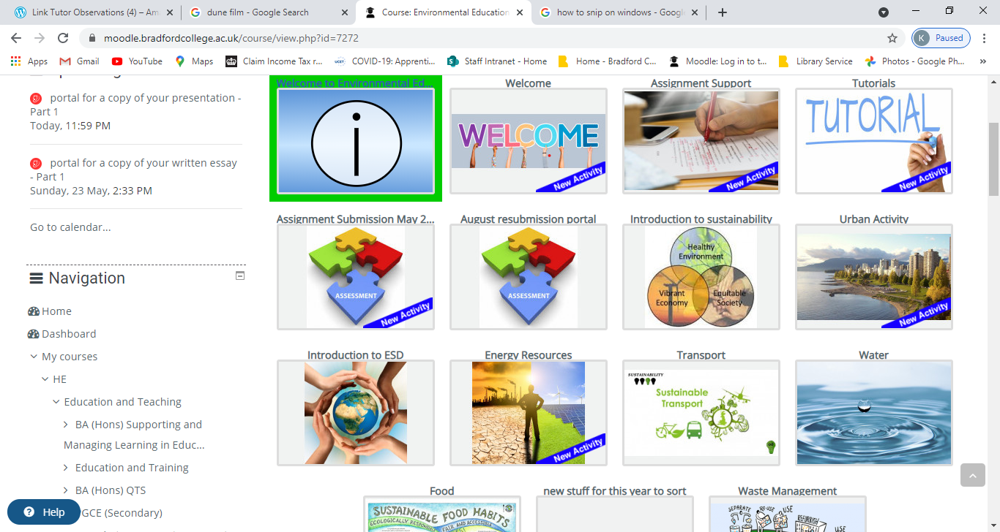 Link Tutor Observations (4) – Am
dune film - Google Search
Course: Environmental Education
how to snip on windows - Googl
moodle.bradfordcollege.ac.uk/course/view.php?id=7272
K Paused
Apps
Gmail
YouTube
Maps
Claim Income Tax r...
COVID-19: Apprenti...
Staff Intranet - Home
Home - Bradford C...
Moodle: Log in to t...
Library Service
Photos - Google Ph...
»
portal for a copy of your presentation -
Part 1
Today, 11:59 PM
portal for a copy of your written essay
- Part 1
Sunday, 23 May, 2:33 PM
Go to calendar...
Navigation
Home
Dashboard
My courses
HE
Education and Teaching
BA (Hons) Supporting and
Managing Learning in Educ...
Education and Training
BA (Hons) QTS
GCE (Secondary)
Help
Welcome to Environmental Ed...
i
Welcome
WELCOME
New Activity
Assignment Support
New Activity
Tutorials
TUTORIAL
New Activity
Assignment Submission May 2...
ASSESSMENT
New Activity
August resubmission portal
ASSESSMENT
Introduction to sustainability
Healthy
Environment
Vibrant
Economy
Equitable
Society
Urban Activity
New Activity
Introduction to ESD
Energy Resources
New Activity
Transport
SUSTAINABILITY
Sustainable
Transport
Water
Food
SUSTAINABLE FOOD HABITS
ECOLOGICALLY RESPONSI
FAIR AND ACCESSIBLE
new stuff for this year to sort
Waste Management
SEPARATE
RE-USE
USE
REFURBISH
USE